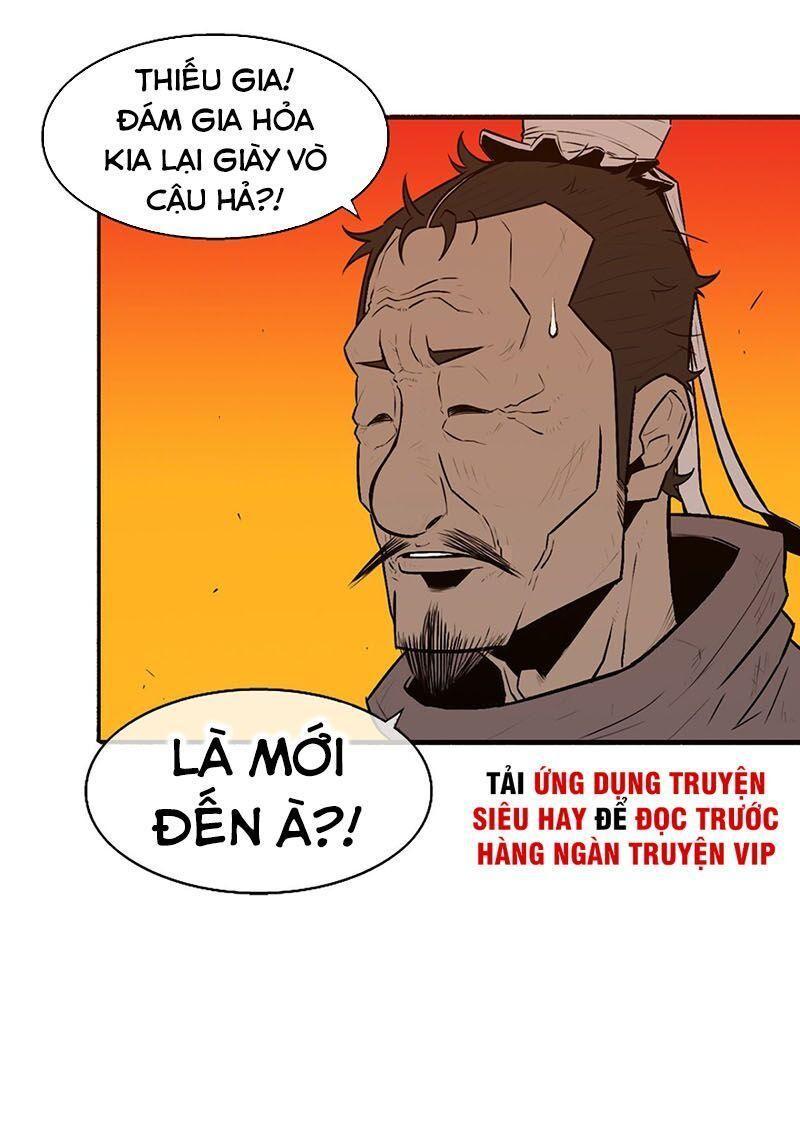 THIẾU GIA!
ĐÁM GIA HỎA
KIA LẠI GIÀY VÒ
CẬU HẢ?!
LÀ MỚI
ĐẾN À?!
TẢI ỨNG DỤNG TRUYỆN
SIÊU HAY ĐỂ ĐỌC TRƯỚC
HÀNG NGÀN TRUYỆN VIP